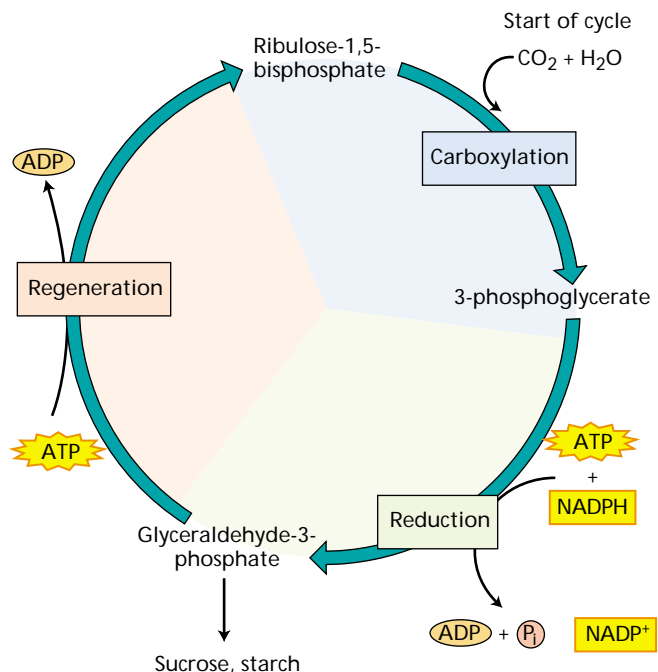 Start of cycle
CO₂ + H₂O
Ribulose-1,5-
bisphosphate
Carboxylation
ADP
Regeneration
3-phosphoglycerate
ATP
ATP
+
NADPH
Reduction
Glyceraldehyde-3-
phosphate
ADP + Pᵢ NADP⁺
Sucrose, starch